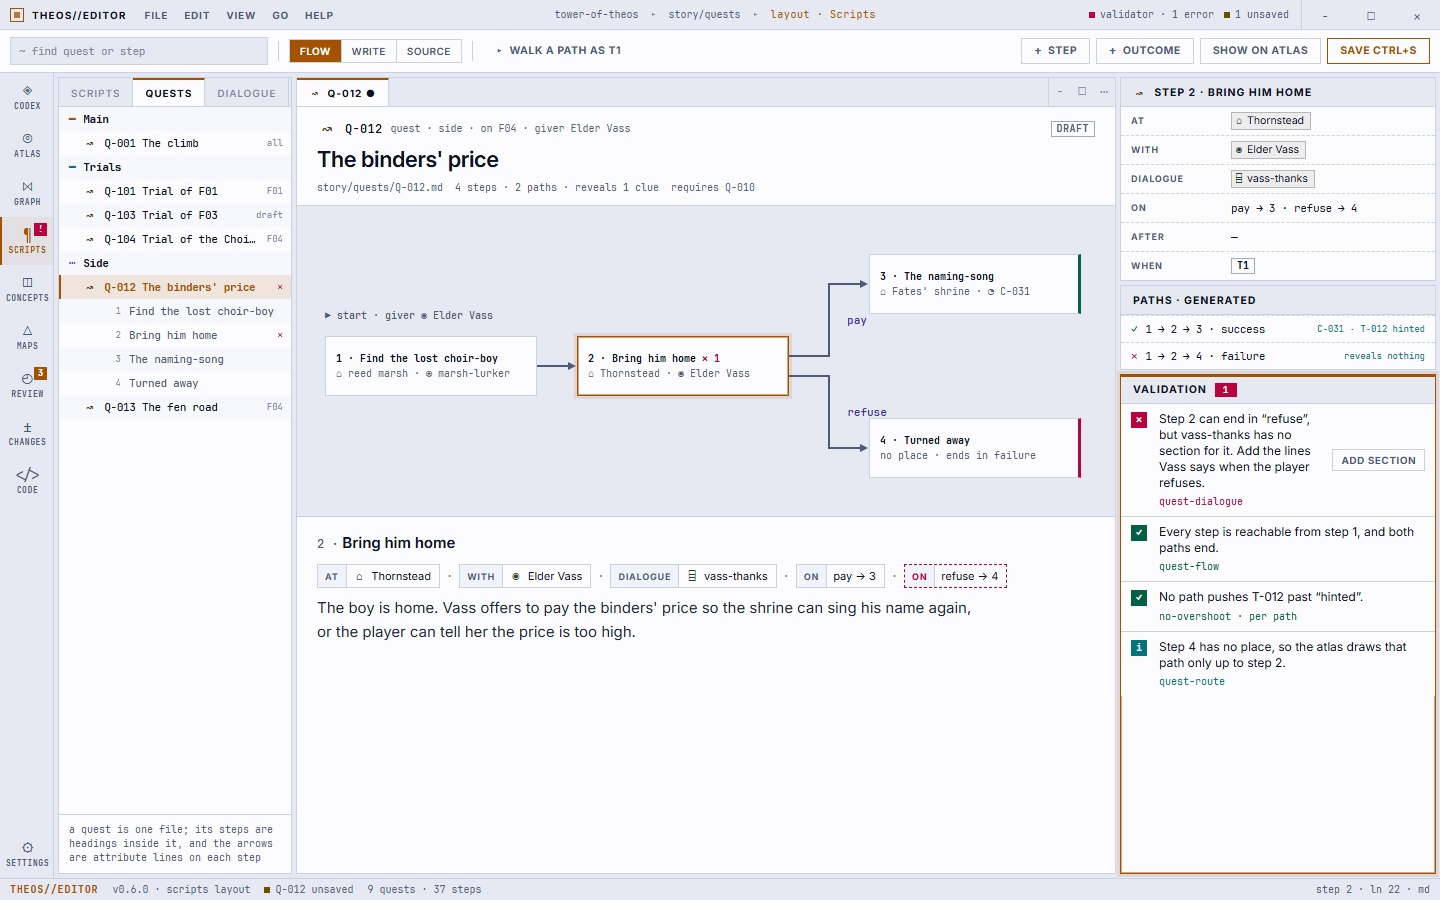 THEOS//EDITOR FILE EDIT VIEW GO HELP
tower-of-theos ‣ story/quests ‣ layout · Scripts
validator · 1 error 1 unsaved
~ find quest or step
FLOW WRITE SOURCE
‣ WALK A PATH AS T1
+ STEP
+ OUTCOME
SHOW ON ATLAS
SAVE CTRL+S
CODEX
ATLAS
GRAPH
¶ !
SCRIPTS
CONCEPTS
MAPS
3
REVIEW
±
CHANGES
</>
CODE
SETTINGS
SCRIPTS QUESTS DIALOGUE
Main
Q-001 The climb all
Trials
Q-101 Trial of F01 F01
Q-103 Trial of F03 draft
Q-104 Trial of the Choi… F04
Side
Q-012 The binders' price ×
1 Find the lost choir-boy
2 Bring him home ×
3 The naming-song
4 Turned away
Q-013 The fen road F04
a quest is one file; its steps are
headings inside it, and the arrows
are attribute lines on each step
Q-012 ●
Q-012 quest · side · on F04 · giver Elder Vass
DRAFT
The binders' price
story/quests/Q-012.md 4 steps · 2 paths · reveals 1 clue requires Q-010
▶ start · giver ◉ Elder Vass
1 · Find the lost choir-boy
⌂ reed marsh · ⊗ marsh-lurker
2 · Bring him home × 1
⌂ Thornstead · ◉ Elder Vass
pay
3 · The naming-song
⌂ Fates' shrine · ◔ C-031
refuse
4 · Turned away
no place · ends in failure
2 · Bring him home
AT ⌂ Thornstead · WITH ◉ Elder Vass · DIALOGUE vass-thanks · ON pay → 3 · ON refuse → 4
The boy is home. Vass offers to pay the binders' price so the shrine can sing his name again,
or the player can tell her the price is too high.
STEP 2 · BRING HIM HOME
AT ⌂ Thornstead
WITH ◉ Elder Vass
DIALOGUE vass-thanks
ON pay → 3 · refuse → 4
AFTER —
WHEN T1
PATHS · GENERATED
✓ 1 → 2 → 3 · success C-031 · T-012 hinted
× 1 → 2 → 4 · failure reveals nothing
VALIDATION 1
× Step 2 can end in “refuse”,
but vass-thanks has no
section for it. Add the lines
Vass says when the player
refuses.
quest-dialogue
ADD SECTION
✓ Every step is reachable from step 1, and both
paths end.
quest-flow
✓ No path pushes T-012 past “hinted”.
no-overshoot · per path
i Step 4 has no place, so the atlas draws that
path only up to step 2.
quest-route
THEOS//EDITOR v0.6.0 · scripts layout Q-012 unsaved 9 quests · 37 steps
step 2 · ln 22 · md